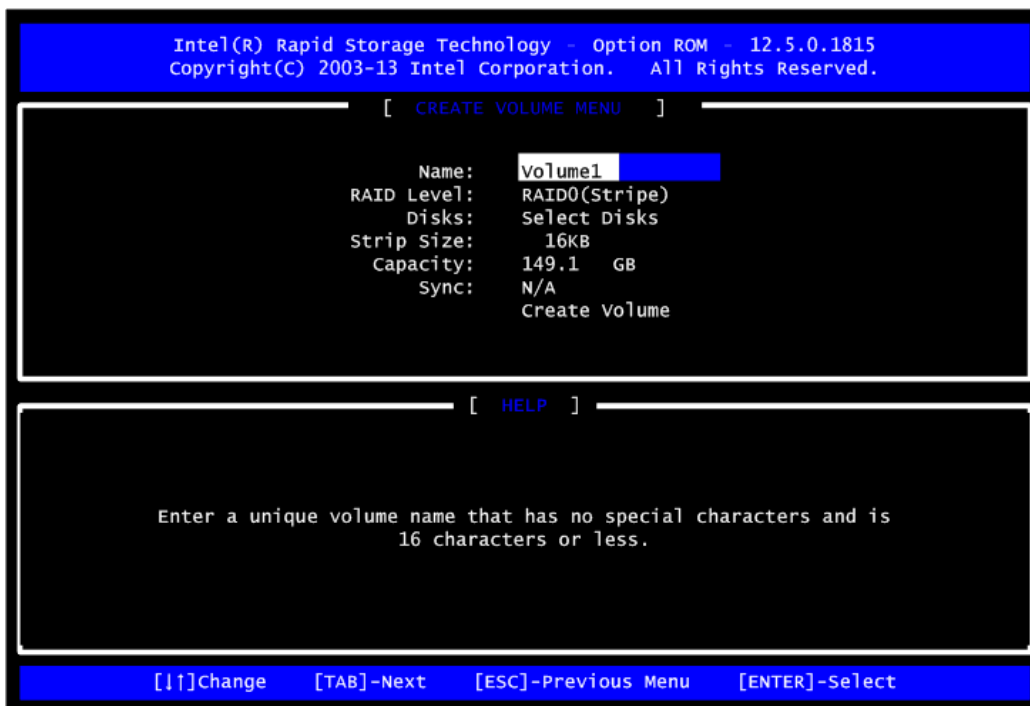 Intel(R) Rapid Storage Technology - Option ROM - 12.5.0.1815
Copyright(C) 2003-13 Intel Corporation. All Rights Reserved.
[ CREATE VOLUME MENU ]
Name: Volume1
RAID Level: RAID0(Stripe)
Disks: Select Disks
Strip Size: 16KB
Capacity: 149.1 GB
Sync: N/A
Create Volume
[ HELP ]
Enter a unique volume name that has no special characters and is
16 characters or less.
[↓↑]Change [TAB]-Next [ESC]-Previous Menu [ENTER]-Select